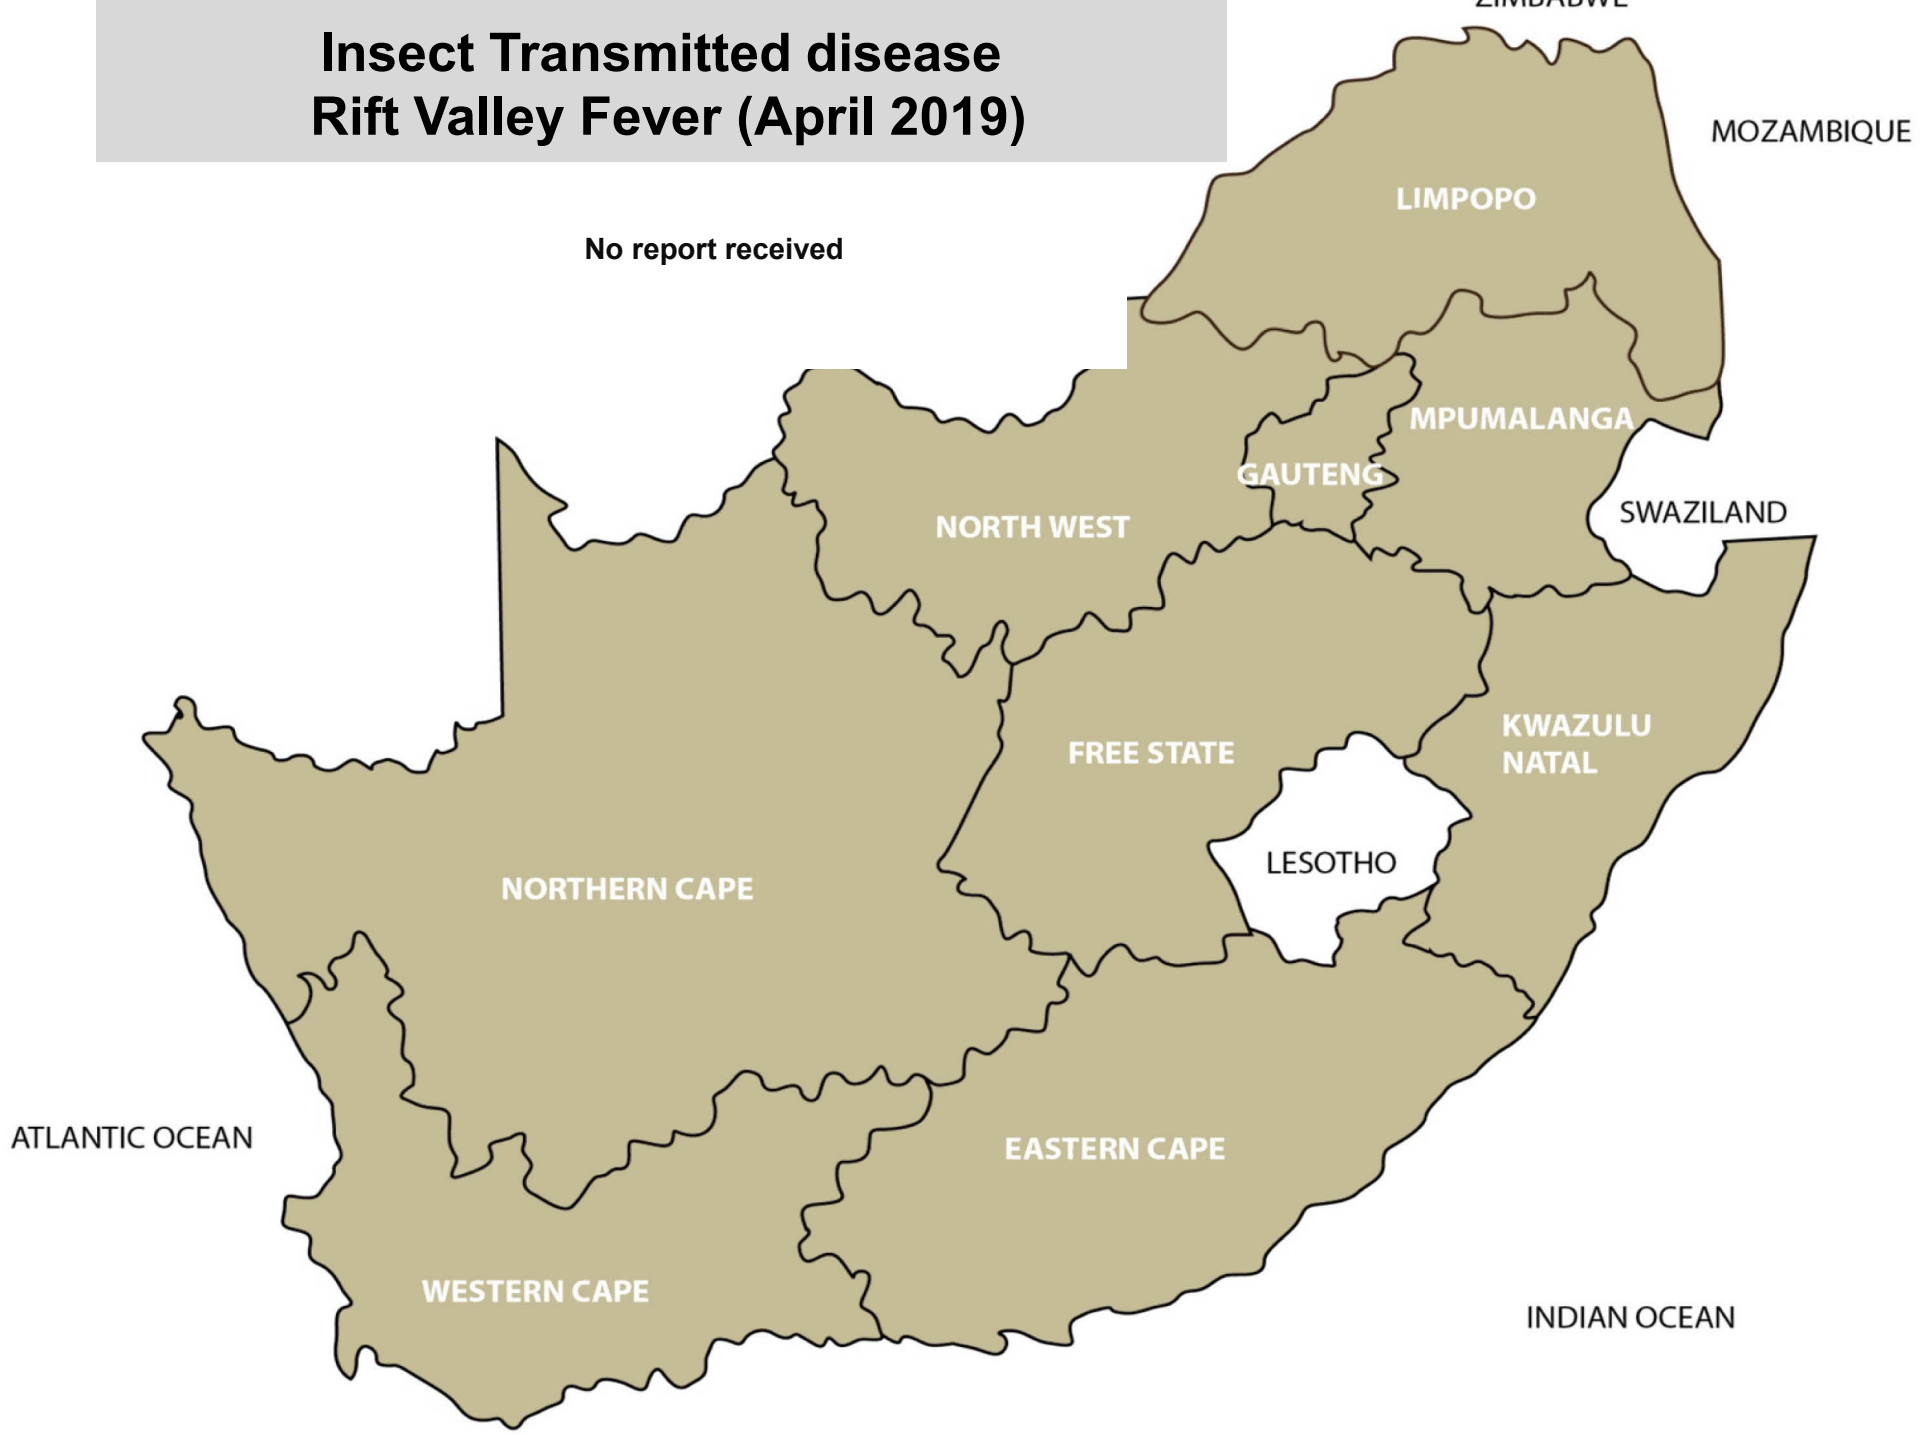 ZIMBABWE
Insect Transmitted disease
Rift Valley Fever (April 2019)
MOZAMBIQUE
LIMPOPO
No report received
MPUMALANGA
GAUTENG
SWAZILAND
NORTH WEST
KWAZULU
NATAL
FREE STATE
LESOTHO
NORTHERN CAPE
ATLANTIC OCEAN
EASTERN CAPE
WESTERN CAPE
INDIAN OCEAN